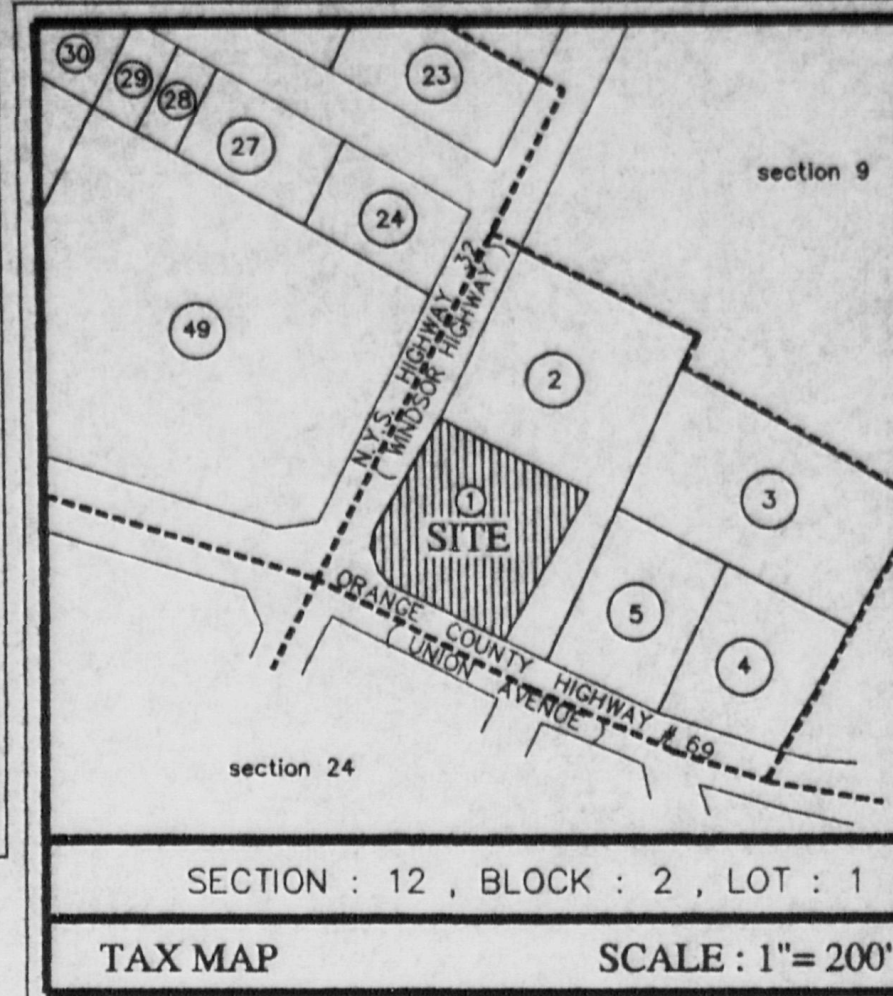 30
29
28
27
24
23
section 9
49
N.Y.S. HIGHWAY 32
( WINDSOR HIGHWAY )
2
1
SITE
3
5
4
ORANGE COUNTY HIGHWAY # 69
( UNION AVENUE )
section 24
SECTION : 12 , BLOCK : 2 , LOT : 1
TAX MAP SCALE : 1"= 200'